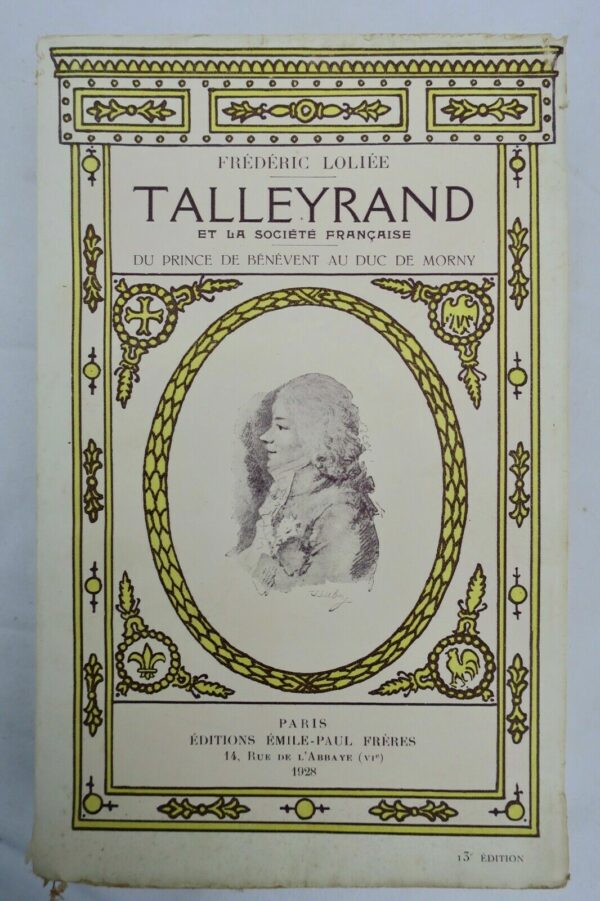 FRÉDÉRIC LOLIÉE
TALLEYRAND
ET LA SOCIÉTÉ FRANÇAISE
DU PRINCE DE BÉNÉVENT AU DUC DE MORNY
PARIS
ÉDITIONS ÉMILE-PAUL FRÈRES
14, RUE DE L'ABBAYE (VIe)
1928
13e ÉDITION